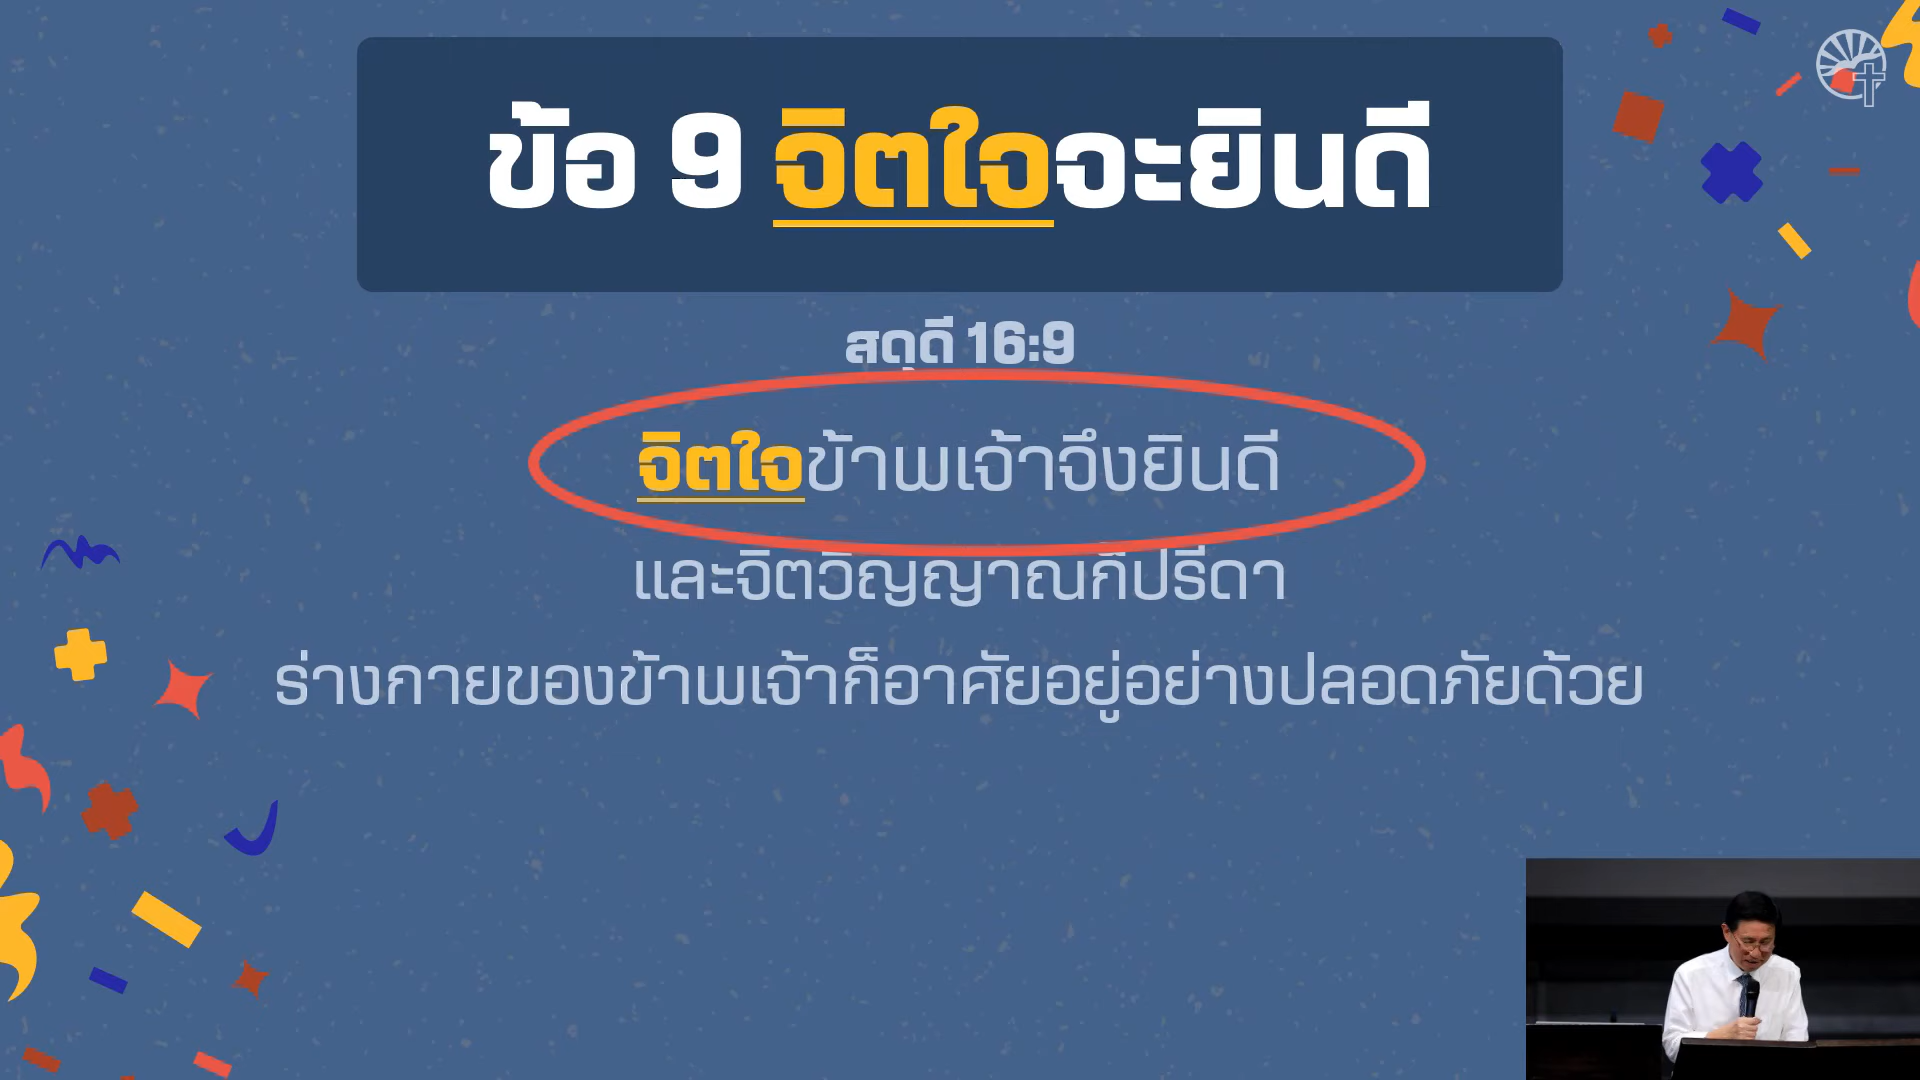 ข้อ 9 จิตใจจะยินดี
สดุดี 16:9
จิตใจข้าพเจ้าจึงยินดี
และจิตวิญญาณก็ปรีดา
ร่างกายของข้าพเจ้าก็อาศัยอยู่อย่างปลอดภัยด้วย